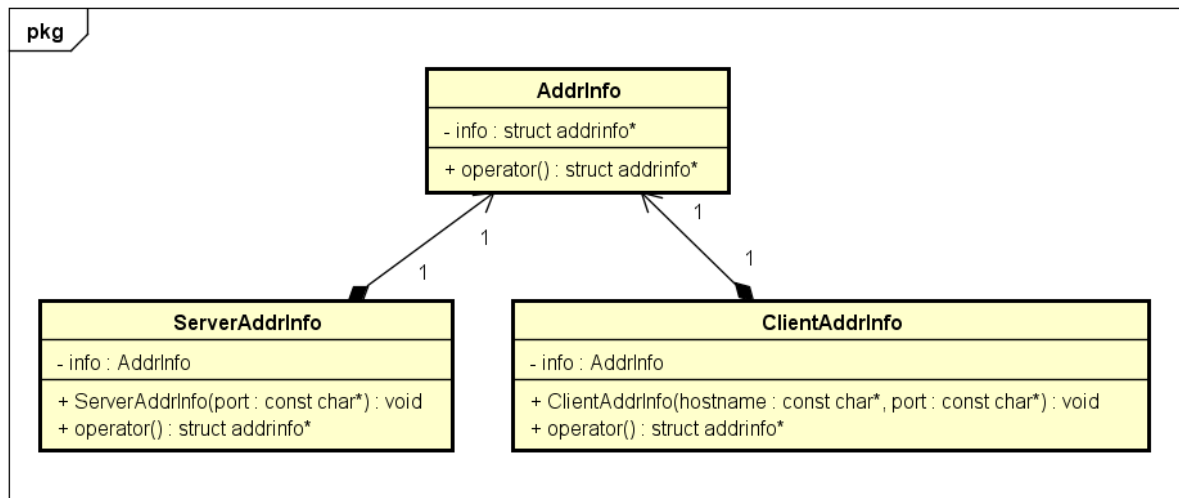 pkg
AddrInfo
- info : struct addrinfo*
+ operator() : struct addrinfo*
1
1
1
1
ServerAddrInfo
- info : AddrInfo
+ ServerAddrInfo(port : const char*) : void
+ operator() : struct addrinfo*
ClientAddrInfo
- info : AddrInfo
+ ClientAddrInfo(hostname : const char*, port : const char*) : void
+ operator() : struct addrinfo*